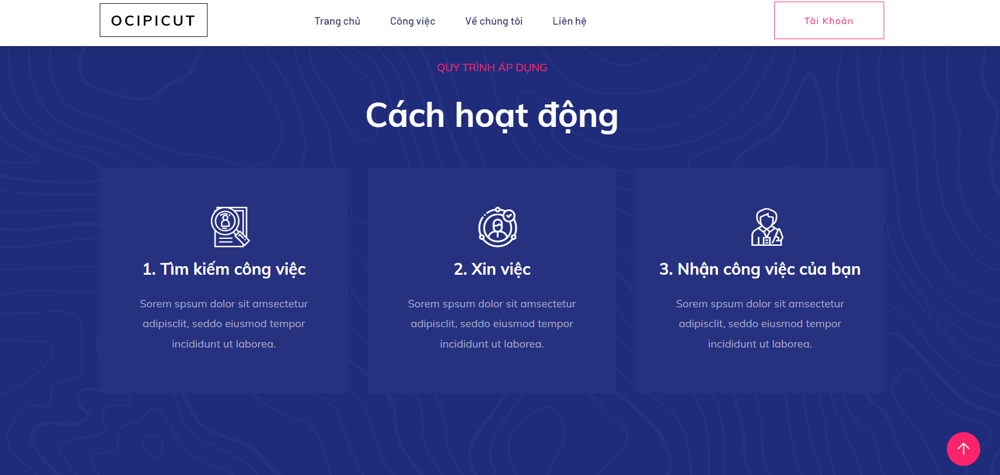 OCIPICUT
Trang chủ
Công việc
Về chúng tôi
Liên hệ
Tài Khoản
QUY TRÌNH ÁP DỤNG
Cách hoạt động
1. Tìm kiếm công việc
Sorem spsum dolor sit amsectetur
adipisclit, seddo eiusmod tempor
incididunt ut laborea.
2. Xin việc
Sorem spsum dolor sit amsectetur
adipisclit, seddo eiusmod tempor
incididunt ut laborea.
3. Nhận công việc của bạn
Sorem spsum dolor sit amsectetur
adipisclit, seddo eiusmod tempor
incididunt ut laborea.